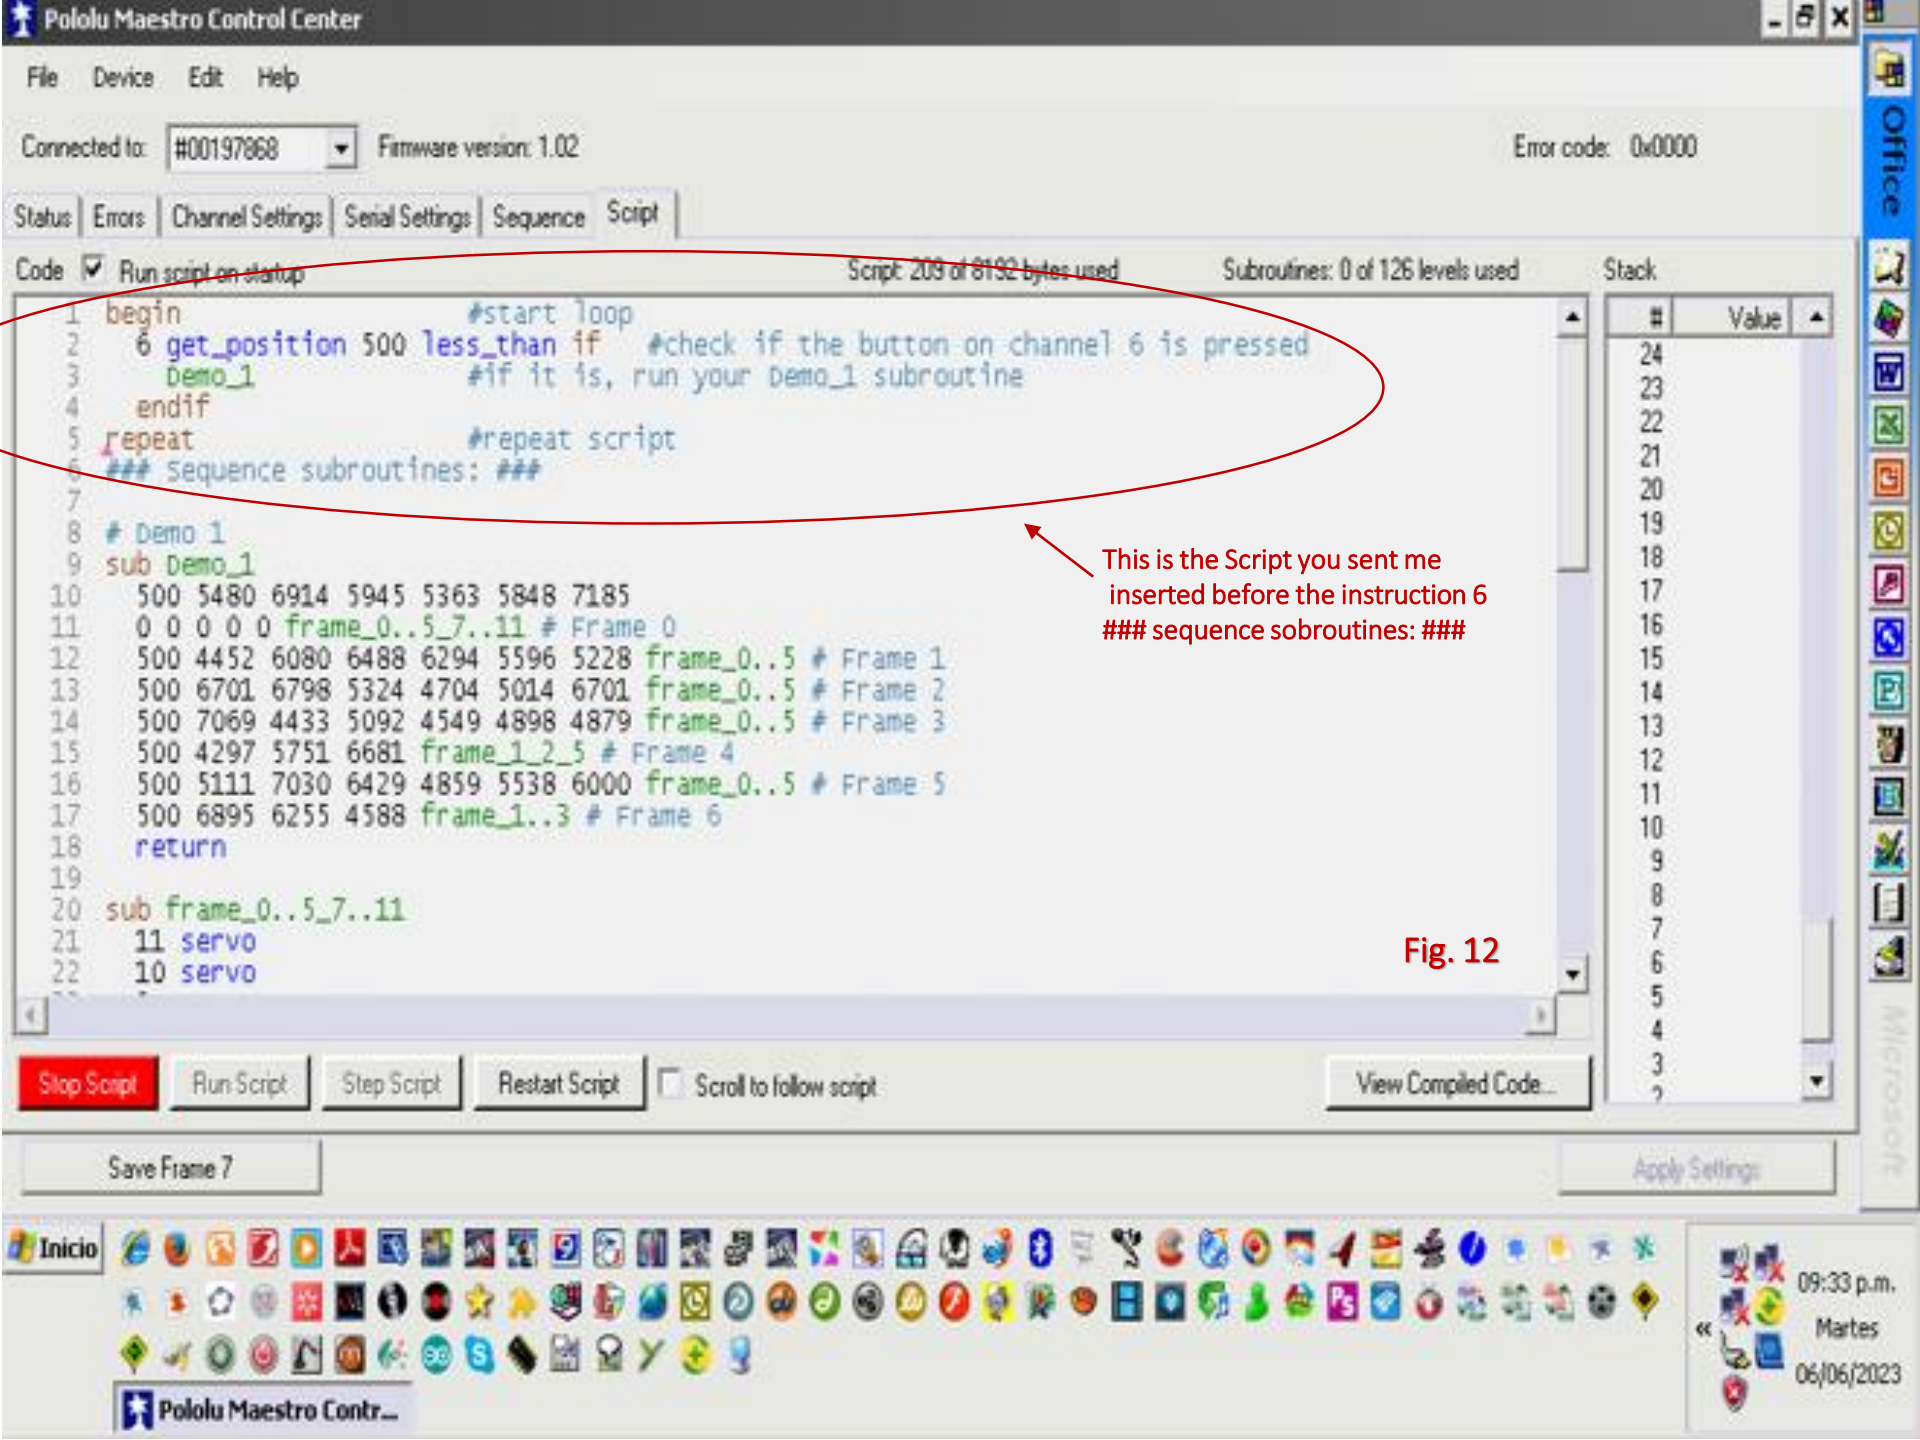 Pololu Maestro Control Center
File Device Edit Help
Connected to: #00197868 Firmware version: 1.02 Error code: 0x0000
Status Errors Channel Settings Serial Settings Sequence Script
Code Run script on startup Script: 209 of 8192 bytes used Subroutines: 0 of 126 levels used Stack
1 begin #start loop
2 6 get_position 500 less_than if #check if the button on channel 6 is pressed
3 Demo_1 #if it is, run your Demo_1 subroutine
4 endif
5 repeat #repeat script
6 ### Sequence subroutines: ###
7
8 # Demo 1
9 sub Demo_1
10 500 5480 6914 5945 5363 5848 7185
11 0 0 0 0 0 frame_0..5_7..11 # Frame 0
12 500 4452 6080 6488 6294 5596 5228 frame_0..5 # Frame 1
13 500 6701 6798 5324 4704 5014 6701 frame_0..5 # Frame 2
14 500 7069 4433 5092 4549 4898 4879 frame_0..5 # Frame 3
15 500 4297 5751 6681 frame_1_2_5 # Frame 4
16 500 5111 7030 6429 4859 5538 6000 frame_0..5 # Frame 5
17 500 6895 6255 4588 frame_1..3 # Frame 6
18 return
19
20 sub frame_0..5_7..11
21 11 servo
22 10 servo
This is the Script you sent me
inserted before the instruction 6
### sequence sobroutines: ###
Fig. 12
# Value
24
23
22
21
20
19
18
17
16
15
14
13
12
11
10
9
8
7
6
5
4
3
2
Stop Script Run Script Step Script Restart Script Scroll to follow script View Compiled Code...
Save Frame 7 Apply Settings
Office
Microsoft
Inicio
09:33 p.m.
Martes
06/06/2023
Pololu Maestro Contr...